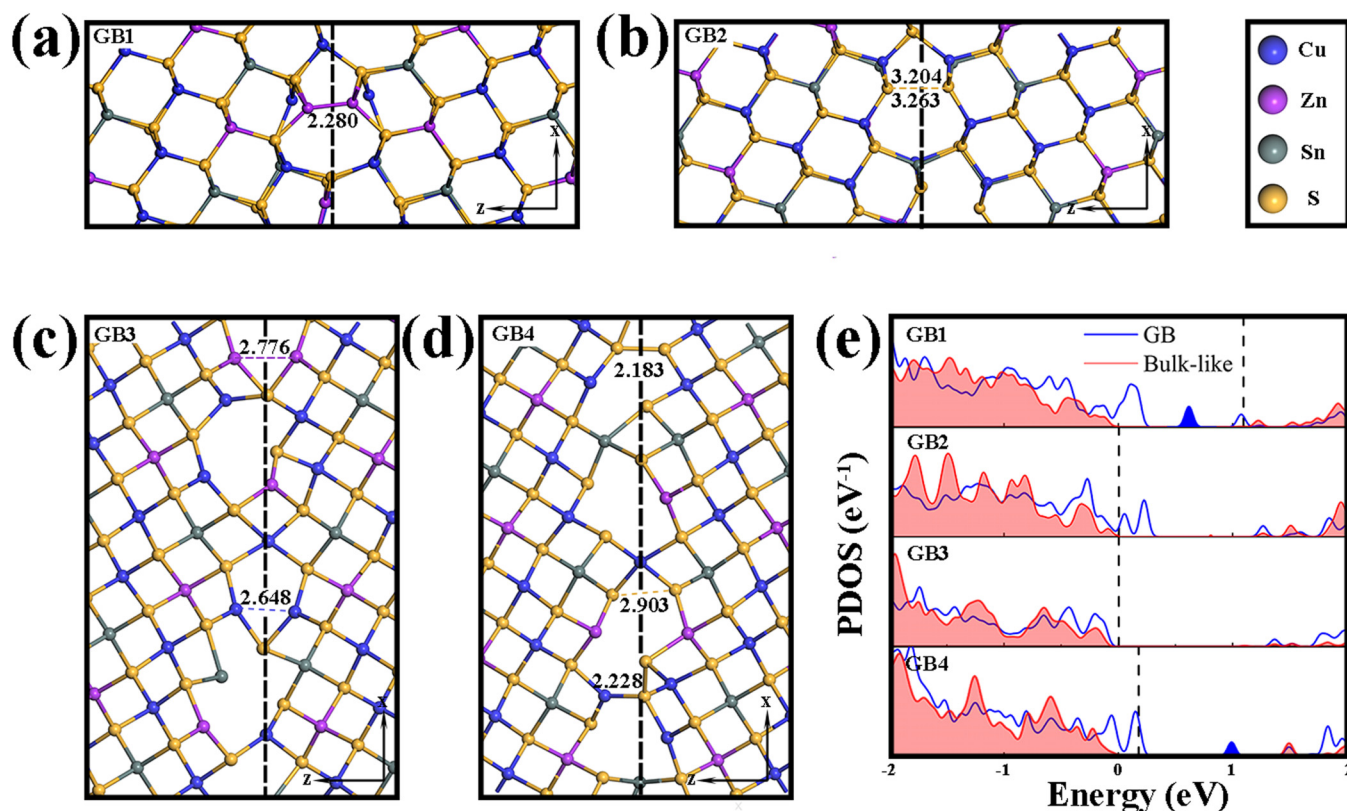 (a)
GB1
2.280
x
z
(b)
GB2
3.204
3.263
x
z
Cu
Zn
Sn
S
(c)
GB3
2.776
2.648
x
z
(d)
GB4
2.183
2.903
2.228
x
z
(e)
PDOS (eV⁻¹)
GB1
GB
Bulk-like
GB2
GB3
GB4
-2 -1 0 1 2
Energy (eV)